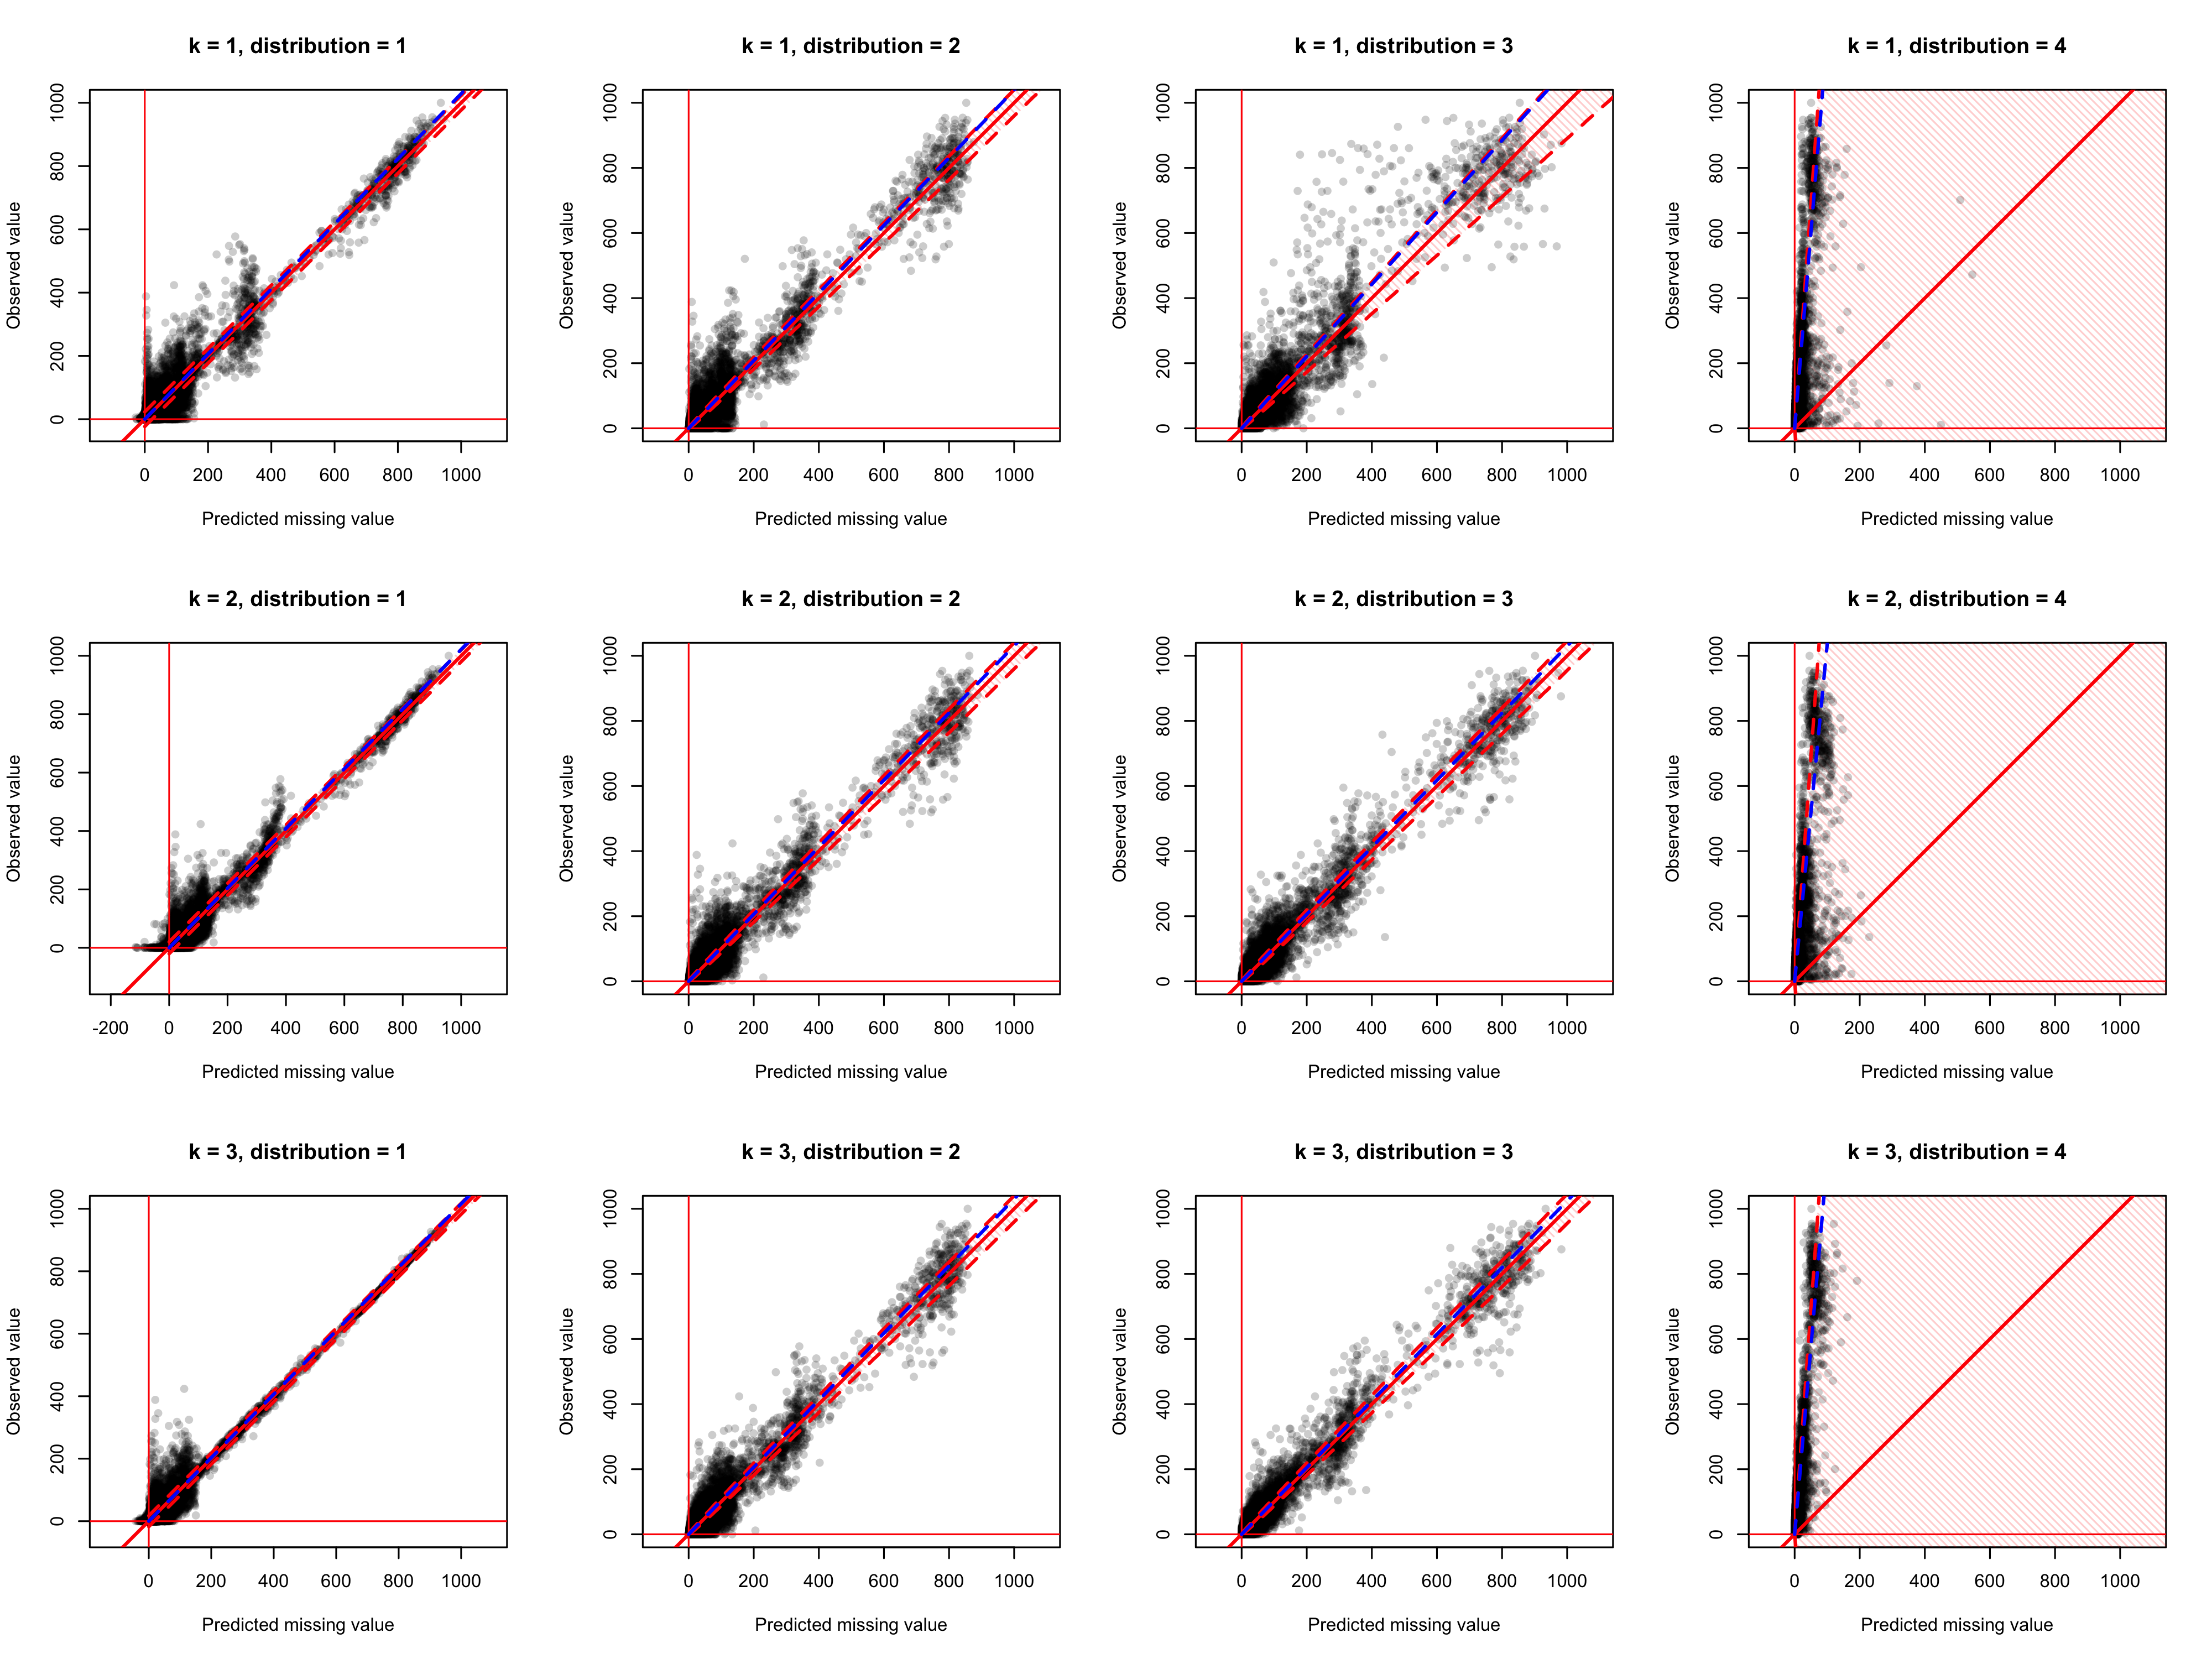 k = 1, distribution = 1
Observed value
0 200 400 600 800 1000
0 200 400 600 800 1000
Predicted missing value
k = 1, distribution = 2
Observed value
0 200 400 600 800 1000
0 200 400 600 800 1000
Predicted missing value
k = 1, distribution = 3
Observed value
0 200 400 600 800 1000
0 200 400 600 800 1000
Predicted missing value
k = 1, distribution = 4
Observed value
0 200 400 600 800 1000
0 200 400 600 800 1000
Predicted missing value
k = 2, distribution = 1
Observed value
0 200 400 600 800 1000
-200 0 200 400 600 800 1000
Predicted missing value
k = 2, distribution = 2
Observed value
0 200 400 600 800 1000
0 200 400 600 800 1000
Predicted missing value
k = 2, distribution = 3
Observed value
0 200 400 600 800 1000
0 200 400 600 800 1000
Predicted missing value
k = 2, distribution = 4
Observed value
0 200 400 600 800 1000
0 200 400 600 800 1000
Predicted missing value
k = 3, distribution = 1
Observed value
0 200 400 600 800 1000
0 200 400 600 800 1000
Predicted missing value
k = 3, distribution = 2
Observed value
0 200 400 600 800 1000
0 200 400 600 800 1000
Predicted missing value
k = 3, distribution = 3
Observed value
0 200 400 600 800 1000
0 200 400 600 800 1000
Predicted missing value
k = 3, distribution = 4
Observed value
0 200 400 600 800 1000
0 200 400 600 800 1000
Predicted missing value